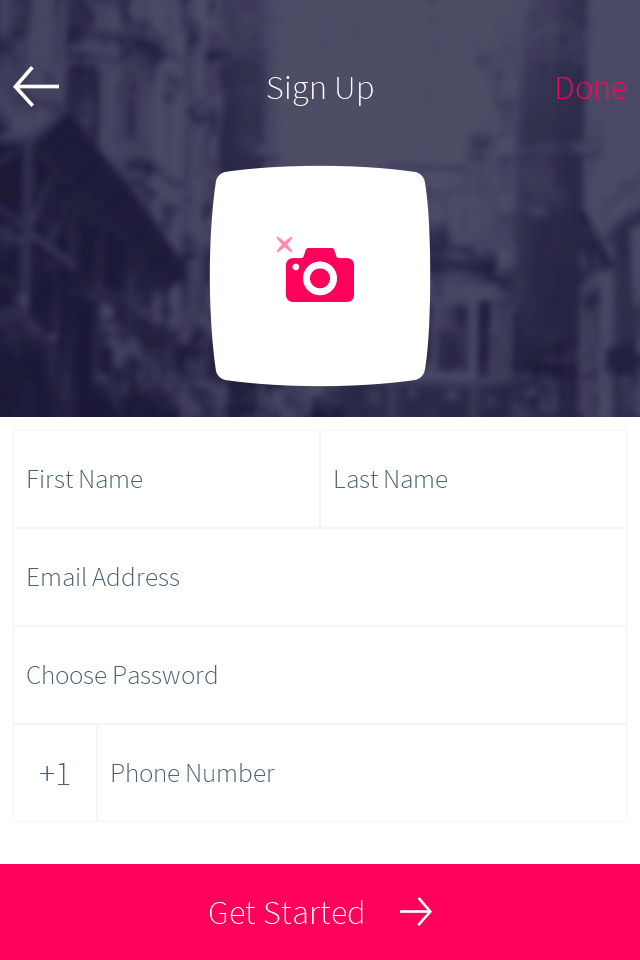 Sign Up Done
First Name Last Name
Email Address
Choose Password
+1 Phone Number
Get Started